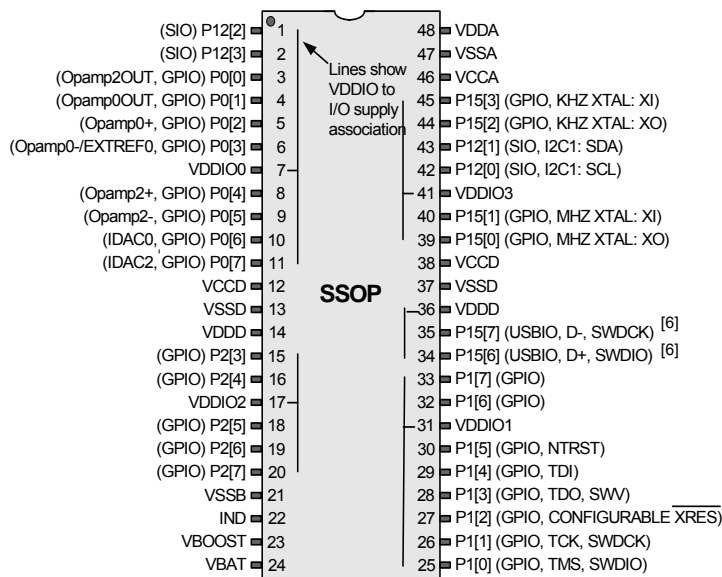 (SIO) P12[2] 1 48 VDDA
(SIO) P12[3] 2 47 VSSA
(Opamp2OUT, GPIO) P0[0] 3 46 VCCA
(Opamp0OUT, GPIO) P0[1] 4 45 P15[3] (GPIO, KHZ XTAL: XI)
(Opamp0+, GPIO) P0[2] 5 44 P15[2] (GPIO, KHZ XTAL: XO)
(Opamp0-/EXTREF0, GPIO) P0[3] 6 43 P12[1] (SIO, I2C1: SDA)
VDDIO0 7 42 P12[0] (SIO, I2C1: SCL)
(Opamp2+, GPIO) P0[4] 8 41 VDDIO3
(Opamp2-, GPIO) P0[5] 9 40 P15[1] (GPIO, MHZ XTAL: XI)
(IDAC0, GPIO) P0[6] 10 39 P15[0] (GPIO, MHZ XTAL: XO)
(IDAC2, GPIO) P0[7] 11 38 VCCD
VCCD 12 37 VSSD
VSSD 13 36 VDDD
VDDD 14 35 P15[7] (USBIO, D-, SWDCK) [6]
(GPIO) P2[3] 15 34 P15[6] (USBIO, D+, SWDIO) [6]
(GPIO) P2[4] 16 33 P1[7] (GPIO)
VDDIO2 17 32 P1[6] (GPIO)
(GPIO) P2[5] 18 31 VDDIO1
(GPIO) P2[6] 19 30 P1[5] (GPIO, NTRST)
(GPIO) P2[7] 20 29 P1[4] (GPIO, TDI)
VSSB 21 28 P1[3] (GPIO, TDO, SWV)
IND 22 27 P1[2] (GPIO, CONFIGURABLE XRES)
VBOOST 23 26 P1[1] (GPIO, TCK, SWDCK)
VBAT 24 25 P1[0] (GPIO, TMS, SWDIO)
Lines show
VDDIO to
I/O supply
association
SSOP